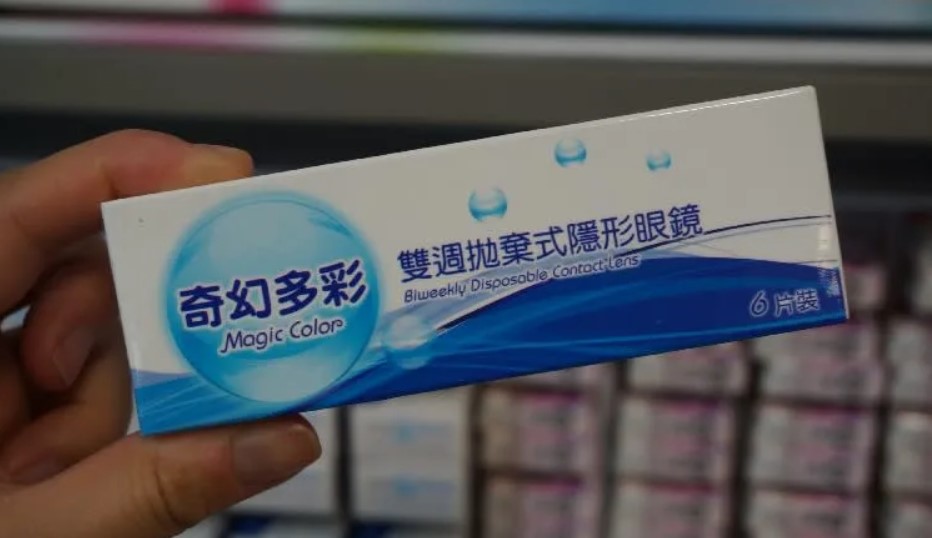 奇幻多彩
Magic Color
雙週拋棄式隱形眼鏡
Biweekly Disposable Contact Lens
6片裝